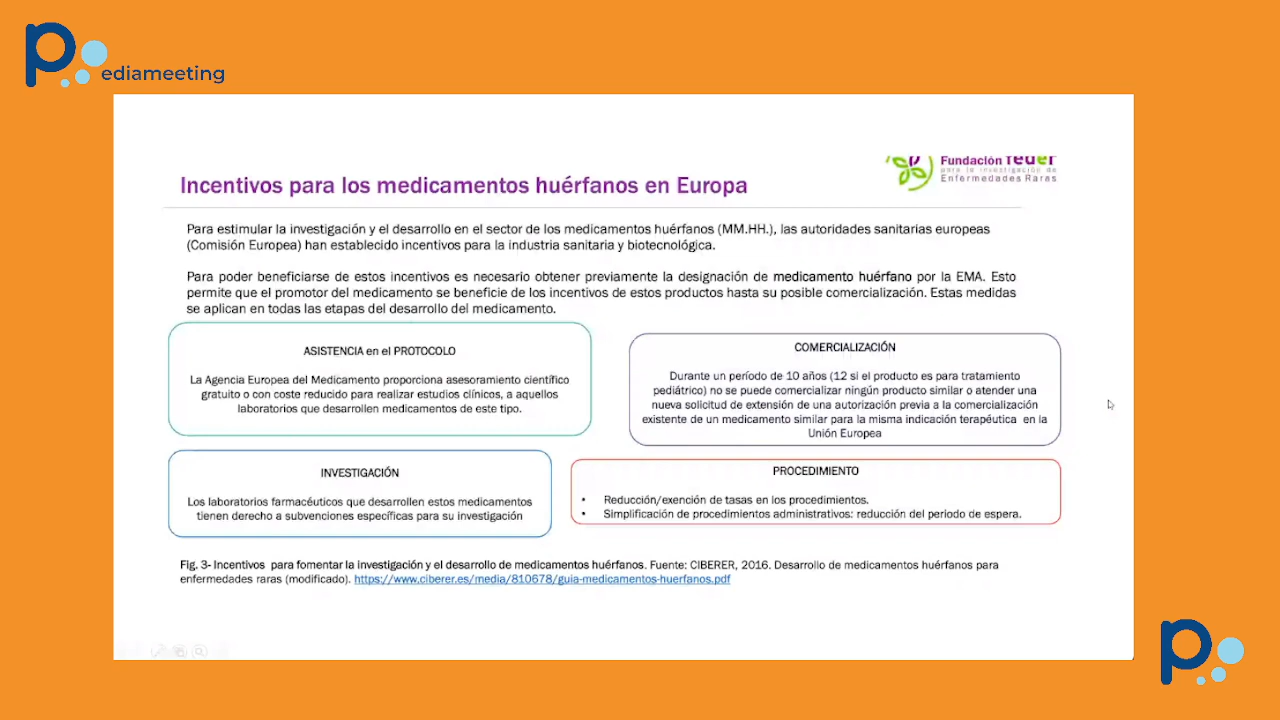 pediameeting
Fundación feder
para la investigación de
Enfermedades Raras
Incentivos para los medicamentos huérfanos en Europa
Para estimular la investigación y el desarrollo en el sector de los medicamentos huérfanos (MM.HH.), las autoridades sanitarias europeas
(Comisión Europea) han establecido incentivos para la industria sanitaria y biotecnológica.
Para poder beneficiarse de estos incentivos es necesario obtener previamente la designación de medicamento huérfano por la EMA. Esto
permite que el promotor del medicamento se beneficie de los incentivos de estos productos hasta su posible comercialización. Estas medidas
se aplican en todas las etapas del desarrollo del medicamento.
ASISTENCIA en el PROTOCOLO
La Agencia Europea del Medicamento proporciona asesoramiento científico
gratuito o con coste reducido para realizar estudios clínicos, a aquellos
laboratorios que desarrollen medicamentos de este tipo.
COMERCIALIZACIÓN
Durante un período de 10 años (12 si el producto es para tratamiento
pediátrico) no se puede comercializar ningún producto similar o atender una
nueva solicitud de extensión de una autorización previa a la comercialización
existente de un medicamento similar para la misma indicación terapéutica en la
Unión Europea
INVESTIGACIÓN
Los laboratorios farmacéuticos que desarrollen estos medicamentos
tienen derecho a subvenciones específicas para su investigación
PROCEDIMIENTO
• Reducción/exención de tasas en los procedimientos.
• Simplificación de procedimientos administrativos: reducción del periodo de espera.
Fig. 3- Incentivos para fomentar la investigación y el desarrollo de medicamentos huérfanos. Fuente: CIBERER, 2016. Desarrollo de medicamentos huérfanos para
enfermedades raras (modificado). https://www.ciberer.es/media/810678/guia-medicamentos-huerfanos.pdf
p